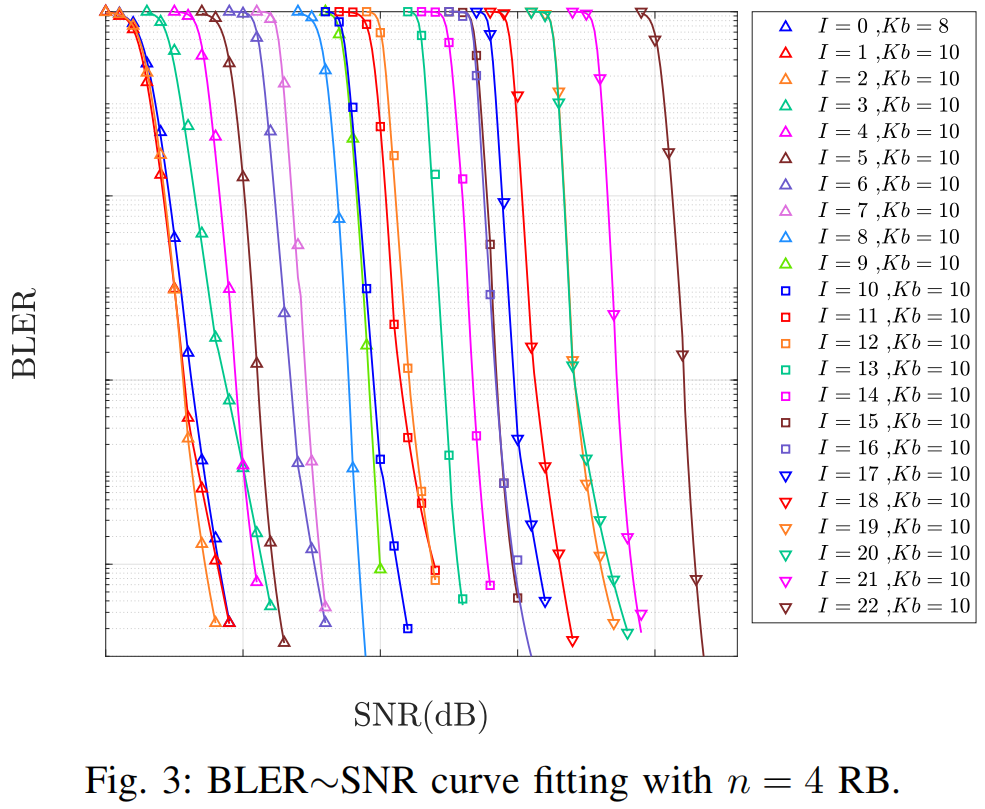 BLER
I = 0 ,Kb = 8
I = 1 ,Kb = 10
I = 2 ,Kb = 10
I = 3 ,Kb = 10
I = 4 ,Kb = 10
I = 5 ,Kb = 10
I = 6 ,Kb = 10
I = 7 ,Kb = 10
I = 8 ,Kb = 10
I = 9 ,Kb = 10
I = 10 ,Kb = 10
I = 11 ,Kb = 10
I = 12 ,Kb = 10
I = 13 ,Kb = 10
I = 14 ,Kb = 10
I = 15 ,Kb = 10
I = 16 ,Kb = 10
I = 17 ,Kb = 10
I = 18 ,Kb = 10
I = 19 ,Kb = 10
I = 20 ,Kb = 10
I = 21 ,Kb = 10
I = 22 ,Kb = 10
SNR(dB)
Fig. 3: BLER∼SNR curve fitting with n = 4 RB.